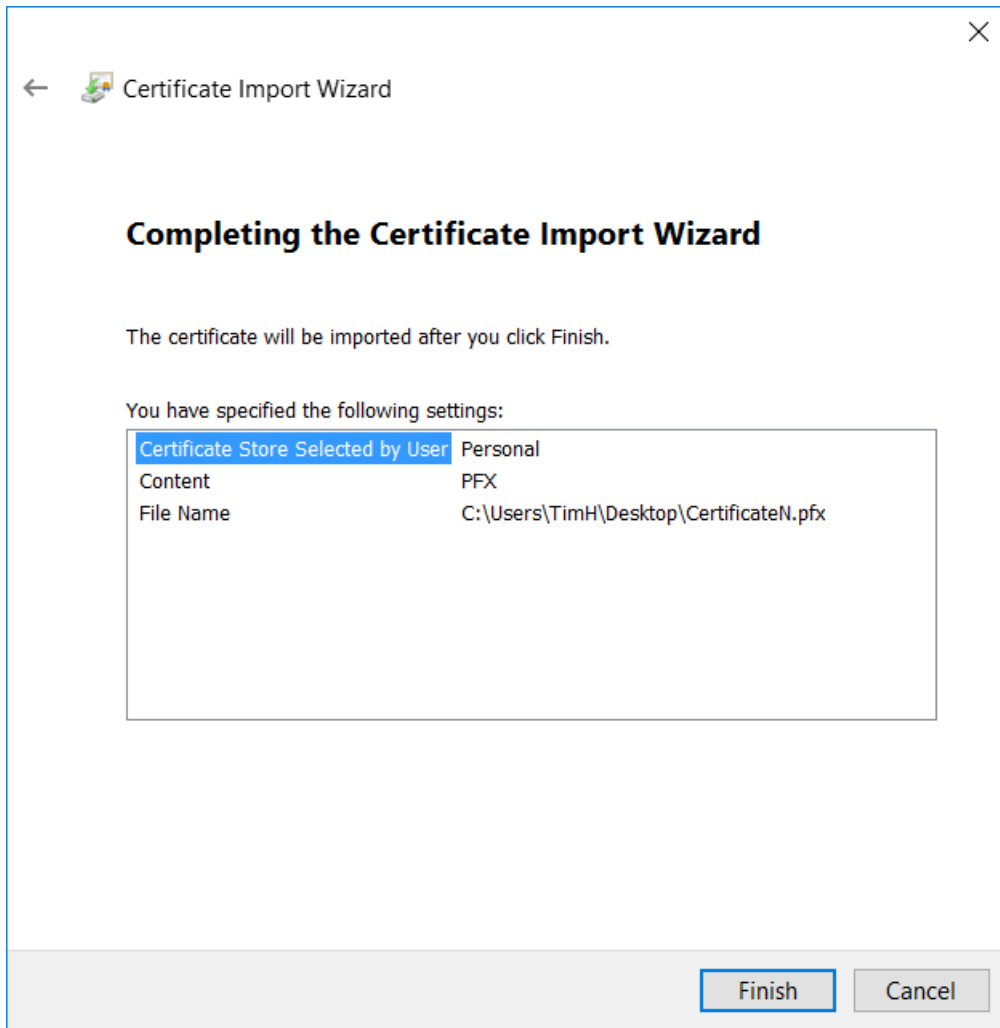 Certificate Import Wizard
Completing the Certificate Import Wizard
The certificate will be imported after you click Finish.
You have specified the following settings:
Certificate Store Selected by User Personal
Content PFX
File Name C:\Users\TimH\Desktop\CertificateN.pfx
Finish Cancel